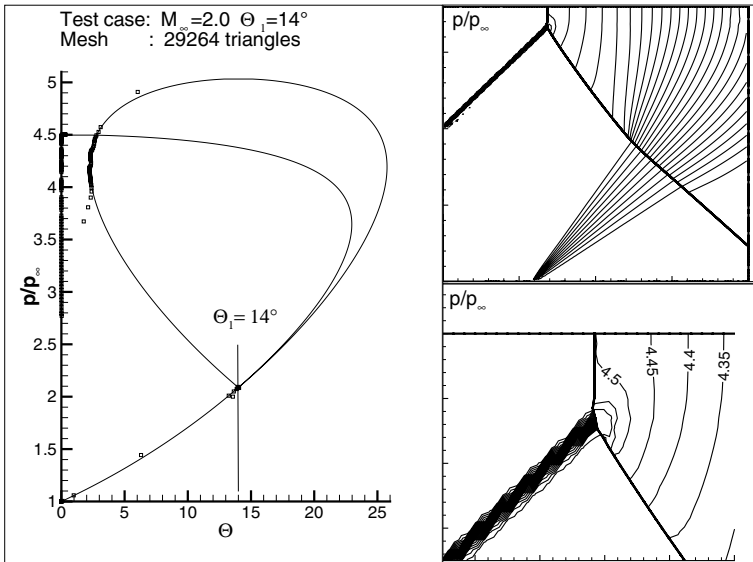 Test case: M∞=2.0 Θ1=14°
Mesh : 29264 triangles
p/p∞
5
4.5
4
3.5
3
2.5
2
1.5
1
0
5
10
15
20
25
Θ
Θ1= 14°
p/p∞
p/p∞
4.5
4.45
4.4
4.35